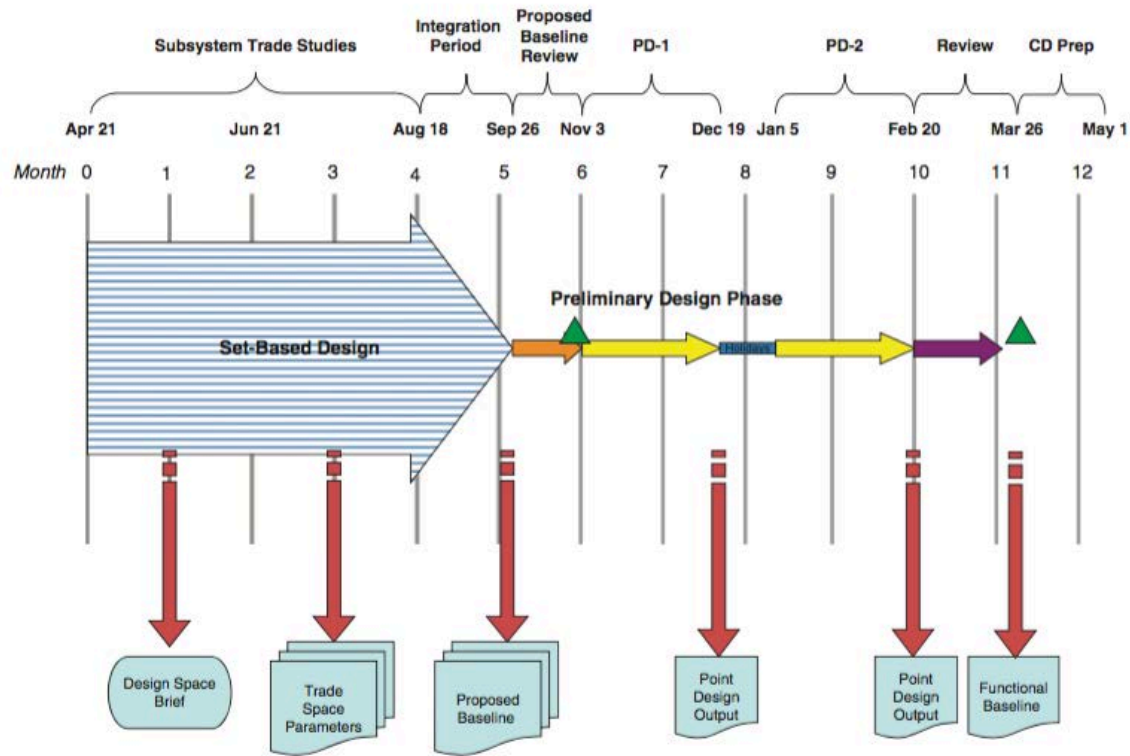 Subsystem Trade Studies
Integration
Period
Proposed
Baseline
Review
PD-1
PD-2
Review
CD Prep
Apr 21
Jun 21
Aug 18
Sep 26
Nov 3
Dec 19
Jan 5
Feb 20
Mar 26
May 1
Month 0 1 2 3 4 5 6 7 8 9 10 11 12
Preliminary Design Phase
Set-Based Design
Holidays
Design Space
Brief
Trade
Space
Parameters
Proposed
Baseline
Point
Design
Output
Point
Design
Output
Functional
Baseline